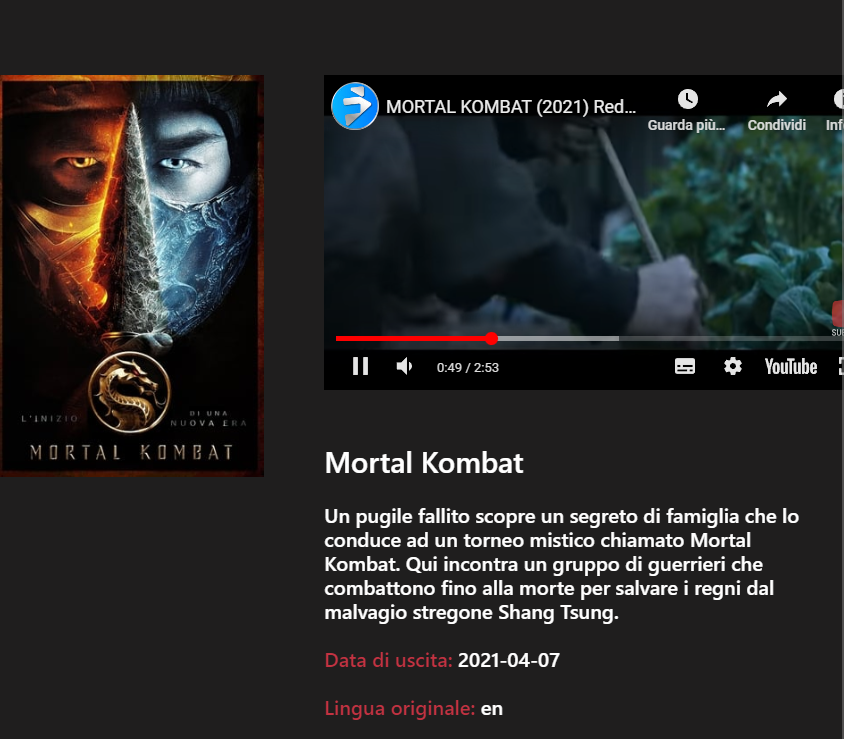 MORTAL KOMBAT (2021) Red...
Guarda più...
Condividi
Inf
0:49 / 2:53
YouTube
L'INIZIO
DI UNA
NUOVA ERA
MORTAL KOMBAT
Mortal Kombat
Un pugile fallito scopre un segreto di famiglia che lo
conduce ad un torneo mistico chiamato Mortal
Kombat. Qui incontra un gruppo di guerrieri che
combattono fino alla morte per salvare i regni dal
malvagio stregone Shang Tsung.
Data di uscita: 2021-04-07
Lingua originale: en